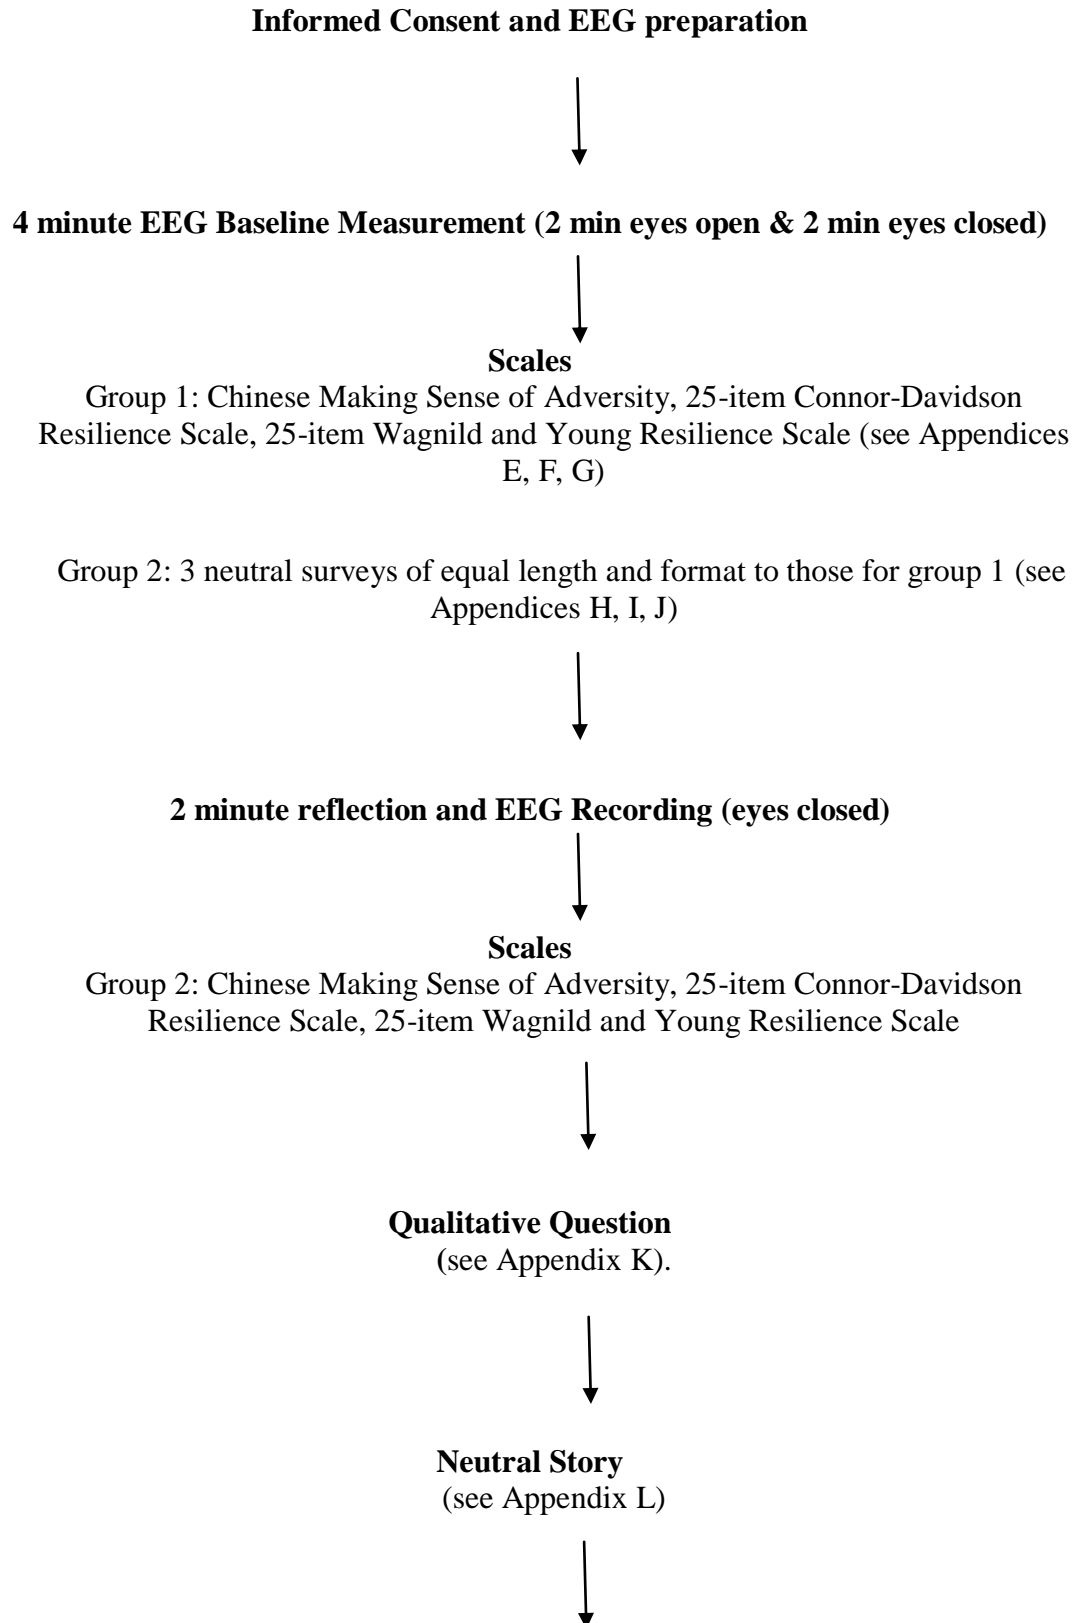 Informed Consent and EEG preparation
4 minute EEG Baseline Measurement (2 min eyes open & 2 min eyes closed)
Scales
Group 1: Chinese Making Sense of Adversity, 25-item Connor-Davidson
Resilience Scale, 25-item Wagnild and Young Resilience Scale (see Appendices
E, F, G)
Group 2: 3 neutral surveys of equal length and format to those for group 1 (see
Appendices H, I, J)
2 minute reflection and EEG Recording (eyes closed)
Scales
Group 2: Chinese Making Sense of Adversity, 25-item Connor-Davidson
Resilience Scale, 25-item Wagnild and Young Resilience Scale
Qualitative Question
(see Appendix K).
Neutral Story
(see Appendix L)